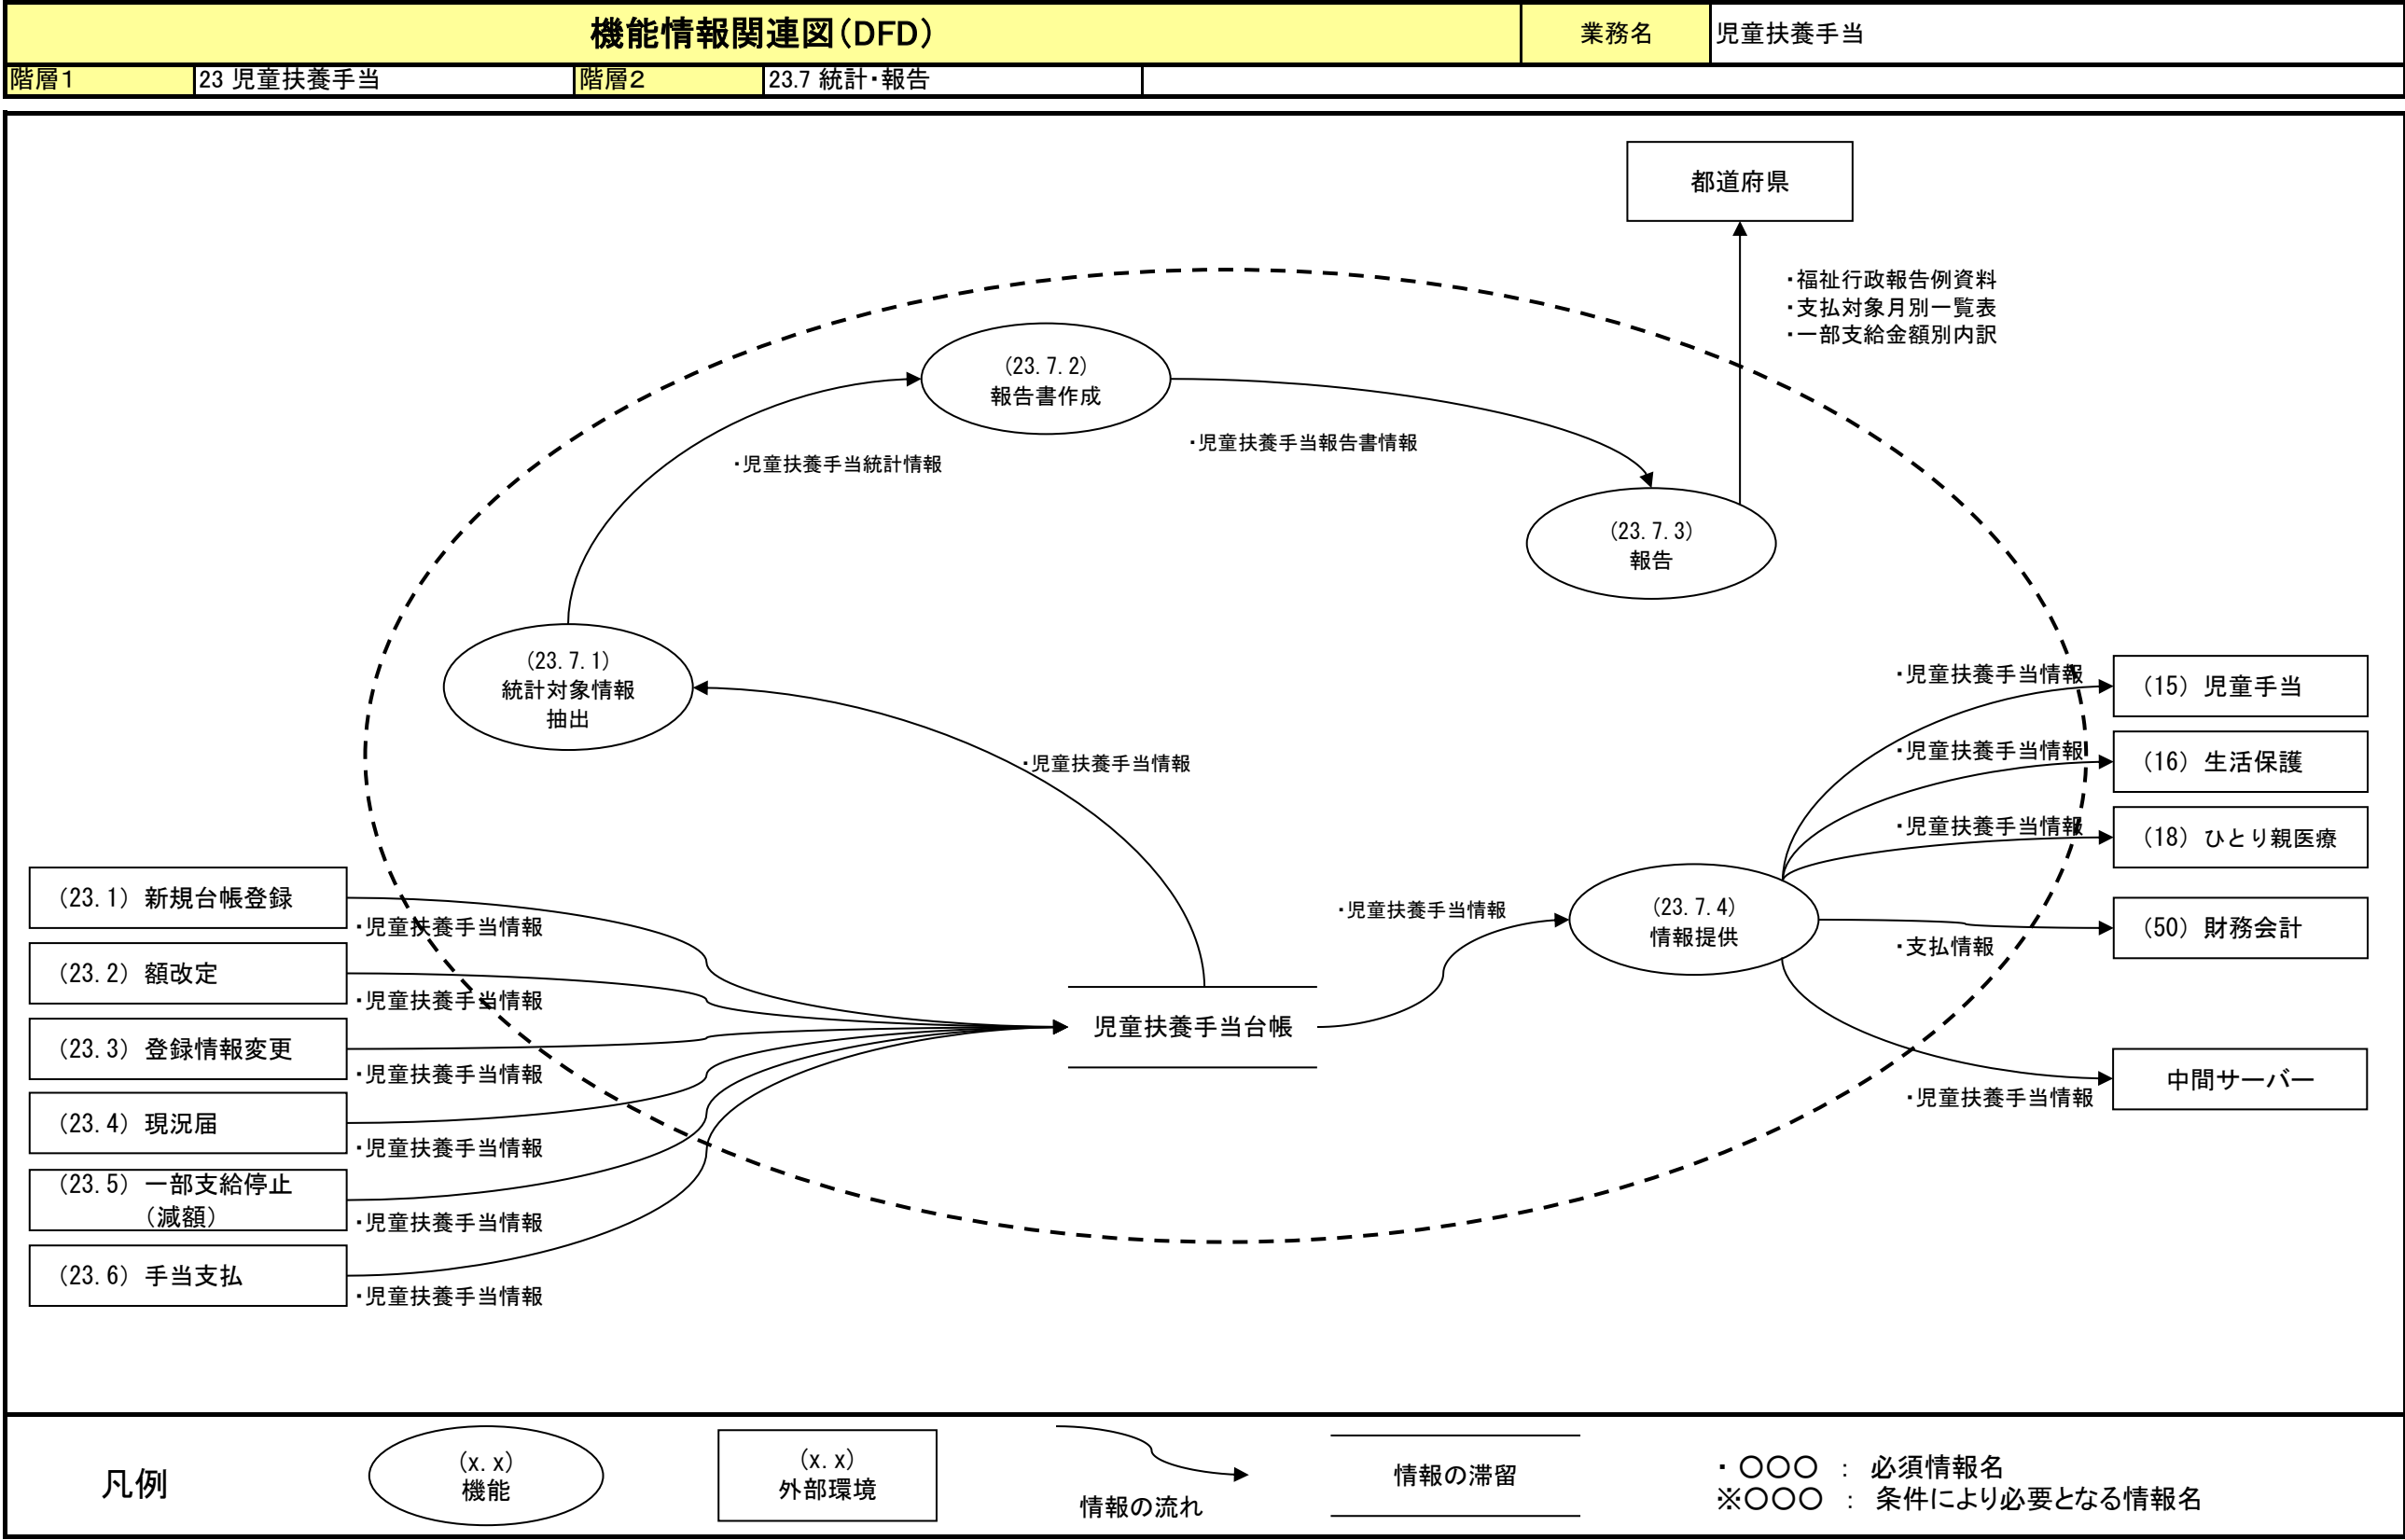 機能情報関連図（DFD）
業務名
児童扶養手当
階層１
23 児童扶養手当
階層２
23.7 統計・報告
都道府県
・福祉行政報告例資料
・支払対象月別一覧表
・一部支給金額別内訳
(23.7.2)
報告書作成
・児童扶養手当統計情報
・児童扶養手当報告書情報
(23.7.3)
報告
(23.7.1)
統計対象情報
抽出
・児童扶養手当情報
・児童扶養手当情報
(15) 児童手当
・児童扶養手当情報
(16) 生活保護
・児童扶養手当情報
(18) ひとり親医療
(23.1) 新規台帳登録
・児童扶養手当情報
・児童扶養手当情報
(23.7.4)
情報提供
(50) 財務会計
・支払情報
(23.2) 額改定
・児童扶養手当情報
児童扶養手当台帳
(23.3) 登録情報変更
・児童扶養手当情報
中間サーバー
・児童扶養手当情報
(23.4) 現況届
・児童扶養手当情報
(23.5) 一部支給停止
（減額）
・児童扶養手当情報
(23.6) 手当支払
・児童扶養手当情報
凡例
(x.x)
機能
(x.x)
外部環境
情報の流れ
情報の滞留
・ ○○○ ： 必須情報名
※○○○ ： 条件により必要となる情報名